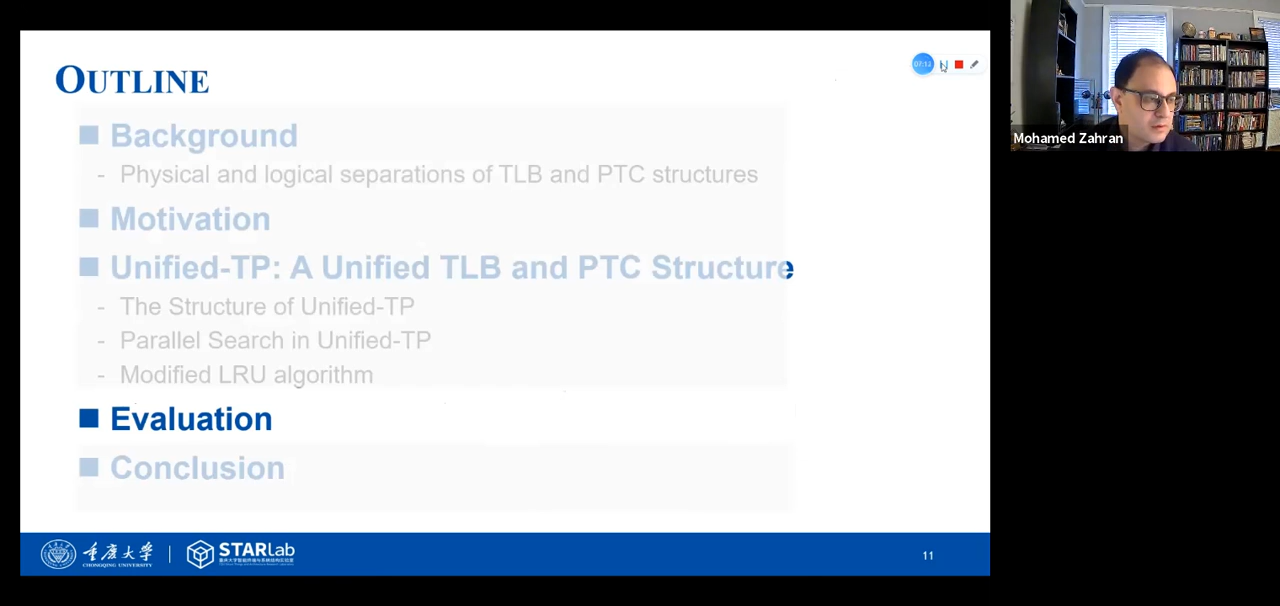 OUTLINE
07:12
Background
- Physical and logical separations of TLB and PTC structures
Motivation
Unified-TP: A Unified TLB and PTC Structure
- The Structure of Unified-TP
- Parallel Search in Unified-TP
- Modified LRU algorithm
Evaluation
Conclusion
重庆大学
CHONGQING UNIVERSITY
STARLab
11
Mohamed Zahran